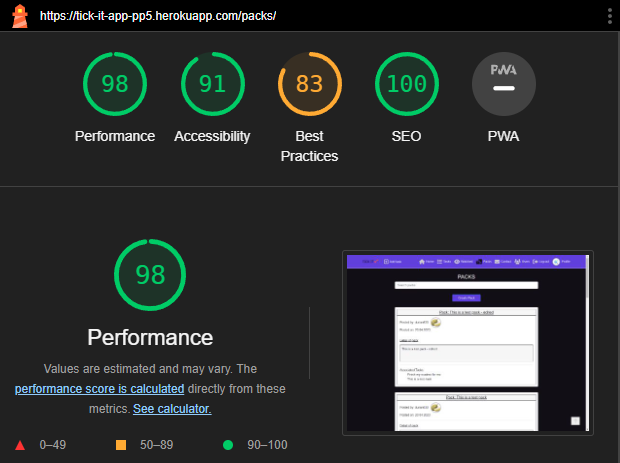 https://tick-it-app-pp5.herokuapp.com/packs/
98
91
83
100
PWA
Performance
Accessibility
Best
Practices
SEO
PWA
98
Performance
Values are estimated and may vary. The
performance score is calculated directly from these
metrics. See calculator.
0–49
50–89
90–100
PACKS
Create Pack
Pack: This is a test pack - edited
Pack: This is a test pack